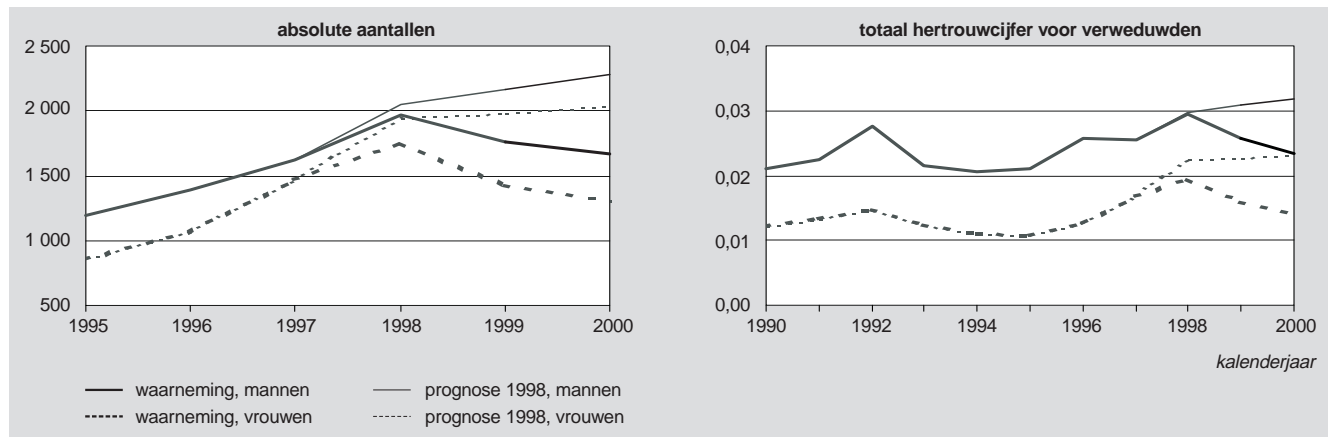 absolute aantallen
2 500
2 000
1 500
1 000
500
1995 1996 1997 1998 1999 2000
totaal hertrouwcijfer voor verweduwden
0,04
0,03
0,02
0,01
0,00
1990 1992 1994 1996 1998 2000
kalenderjaar
waarneming, mannen prognose 1998, mannen
waarneming, vrouwen prognose 1998, vrouwen